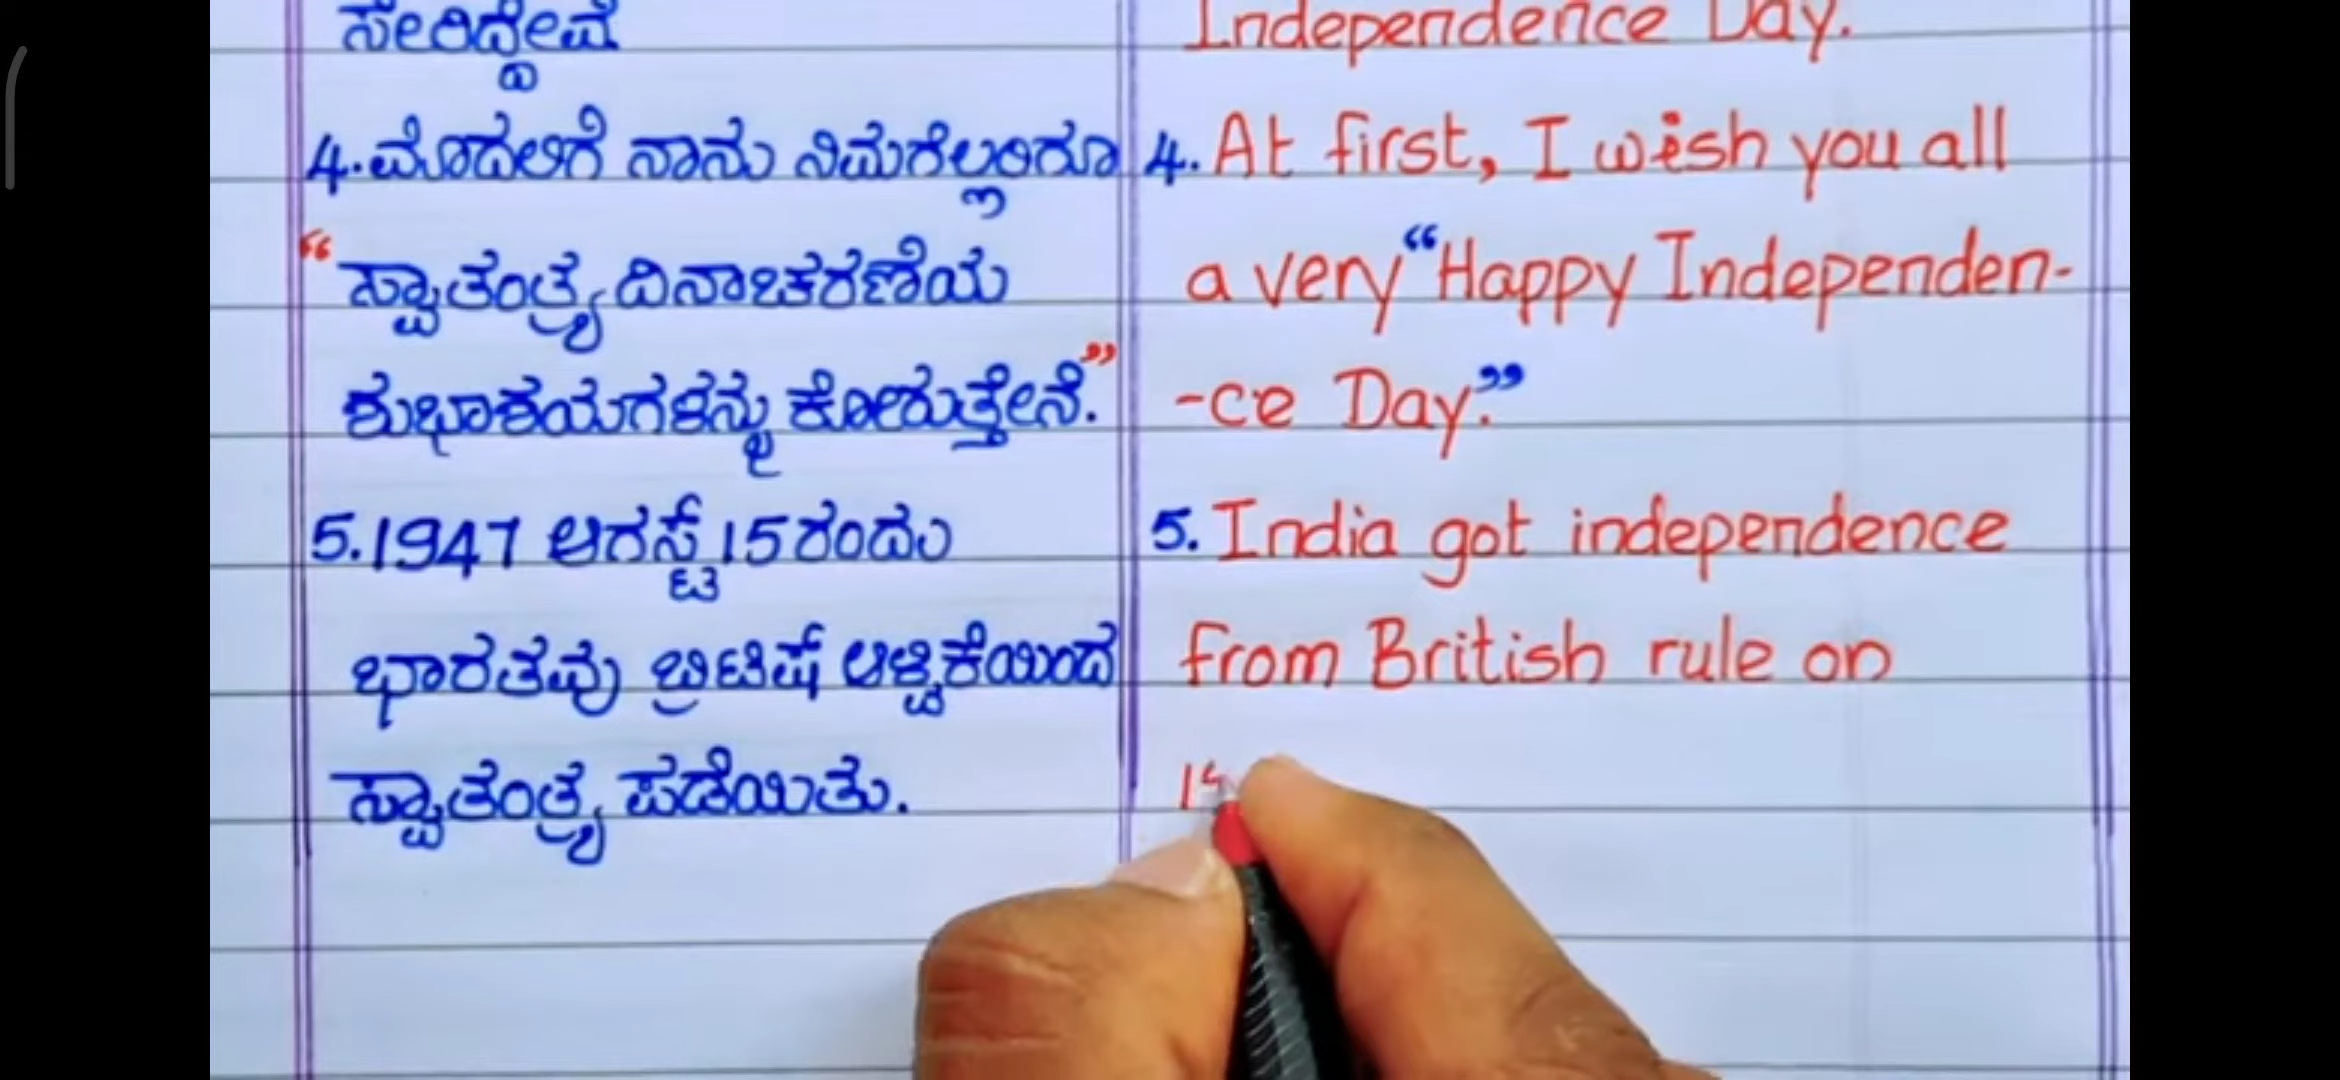 ಸೇರಿದ್ದೇವೆ
4. ಮೊದಲಿಗೆ ನಾನು ನಿಮಗೆಲ್ಲರಿಗೂ
“ಸ್ವಾತಂತ್ರ್ಯ ದಿನಾಚರಣೆಯ
ಶುಭಾಶಯಗಳನ್ನು ಕೋರುತ್ತೇನೆ.”
5. 1947 ಆಗಸ್ಟ್ 15 ರಂದು
ಭಾರತವು ಬ್ರಿಟಿಷ್ ಆಳ್ವಿಕೆಯಿಂದ
ಸ್ವಾತಂತ್ರ್ಯ ಪಡೆಯಿತು.
Independence Day.
4. At first, I wish you all
a very “Happy Independen-
-ce Day.”
5. India got independence
from British rule on